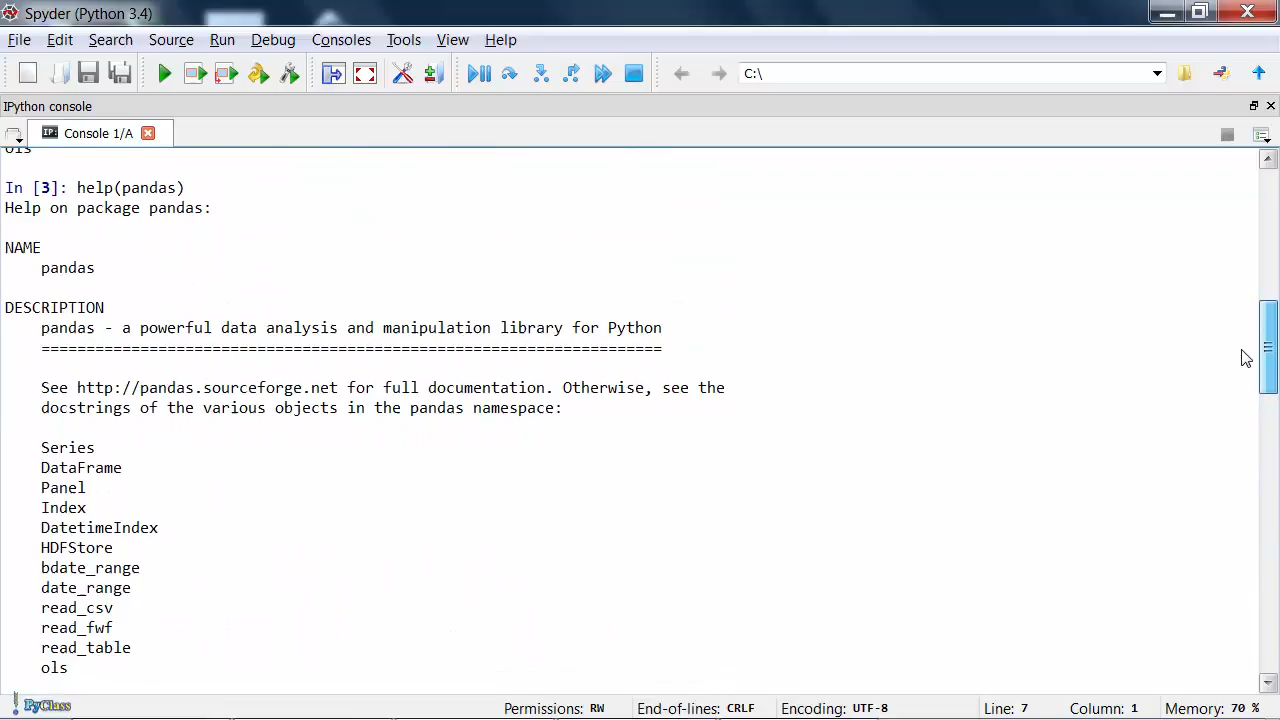 Spyder (Python 3.4)
File Edit Search Source Run Debug Consoles Tools View Help
C:\
IPython console
IP: Console 1/A
ols
In [3]: help(pandas)
Help on package pandas:
NAME
pandas
DESCRIPTION
pandas - a powerful data analysis and manipulation library for Python
=====================================================================
See http://pandas.sourceforge.net for full documentation. Otherwise, see the
docstrings of the various objects in the pandas namespace:
Series
DataFrame
Panel
Index
DatetimeIndex
HDFStore
bdate_range
date_range
read_csv
read_fwf
read_table
ols
PyClass Permissions: RW End-of-lines: CRLF Encoding: UTF-8 Line: 7 Column: 1 Memory: 70 %